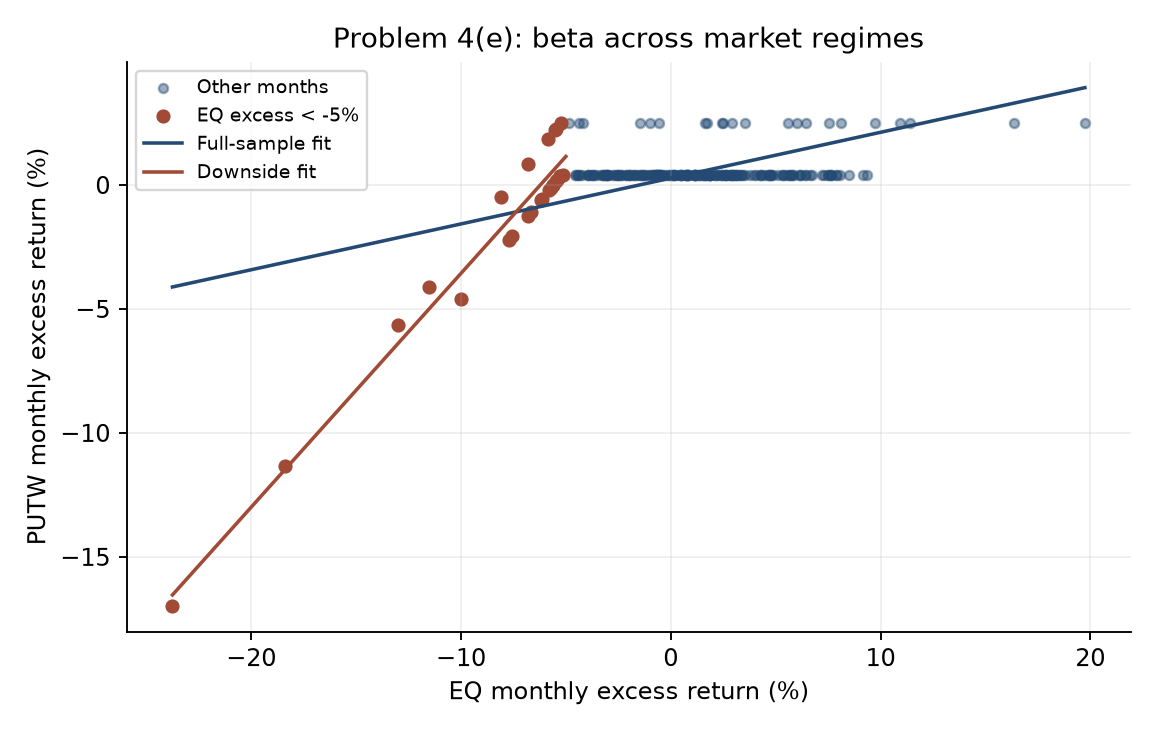 Problem 4(e): beta across market regimes
Other months
EQ excess < -5%
Full-sample fit
Downside fit
PUTW monthly excess return (%)
0
−5
−10
−15
−20
−10
0
10
20
EQ monthly excess return (%)